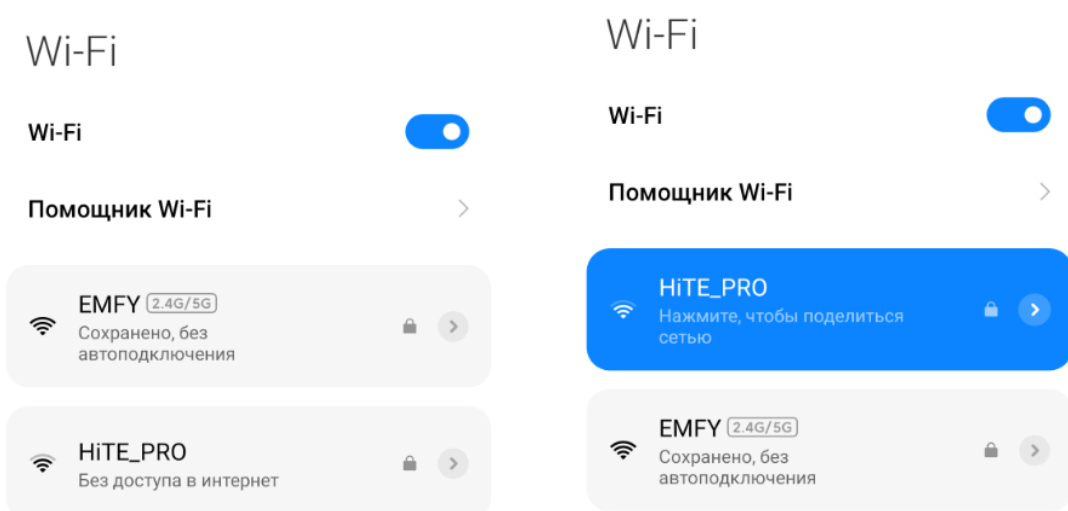 Wi-Fi
Wi-Fi
Помощник Wi-Fi
EMFY 2.4G/5G
Сохранено, без
автоподключения
HiTE_PRO
Без доступа в интернет
Wi-Fi
Wi-Fi
Помощник Wi-Fi
HiTE_PRO
Нажмите, чтобы поделиться
сетью
EMFY 2.4G/5G
Сохранено, без
автоподключения